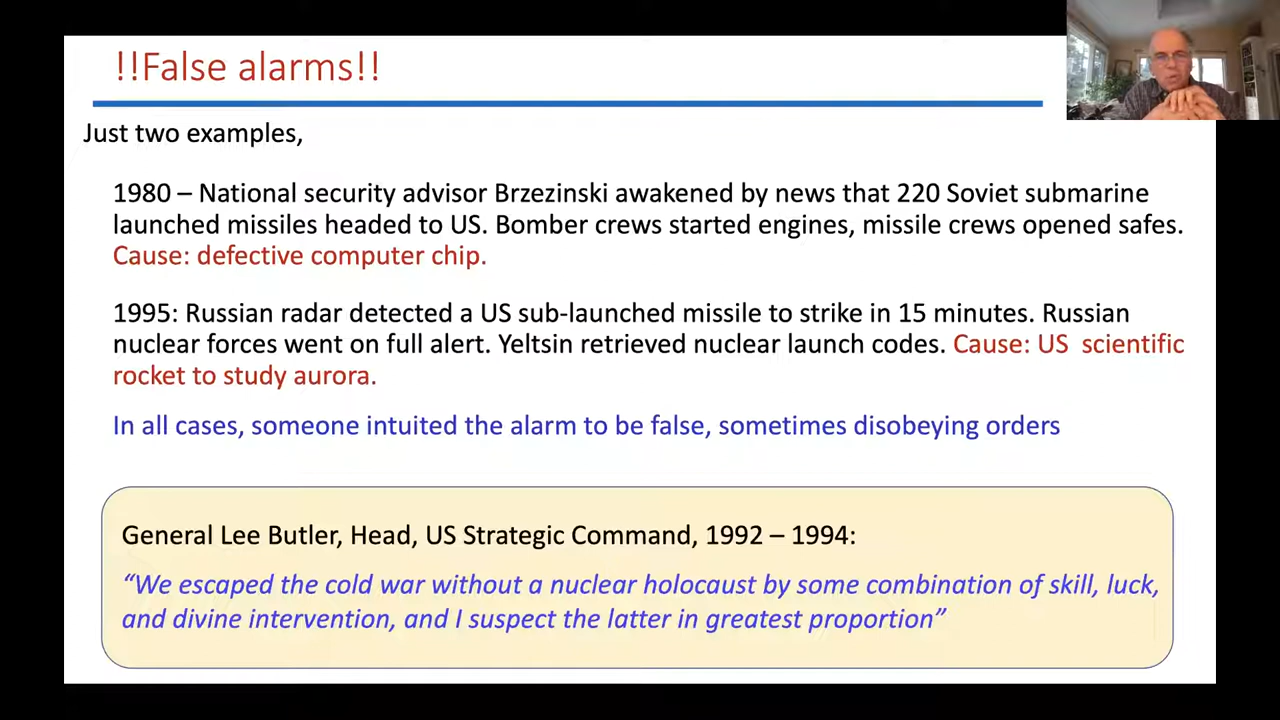 !!False alarms!!
Just two examples,
1980 – National security advisor Brzezinski awakened by news that 220 Soviet submarine
launched missiles headed to US. Bomber crews started engines, missile crews opened safes.
Cause: defective computer chip.
1995: Russian radar detected a US sub-launched missile to strike in 15 minutes. Russian
nuclear forces went on full alert. Yeltsin retrieved nuclear launch codes. Cause: US  scientific
rocket to study aurora.
In all cases, someone intuited the alarm to be false, sometimes disobeying orders
General Lee Butler, Head, US Strategic Command, 1992 – 1994:
“We escaped the cold war without a nuclear holocaust by some combination of skill, luck,
and divine intervention, and I suspect the latter in greatest proportion”